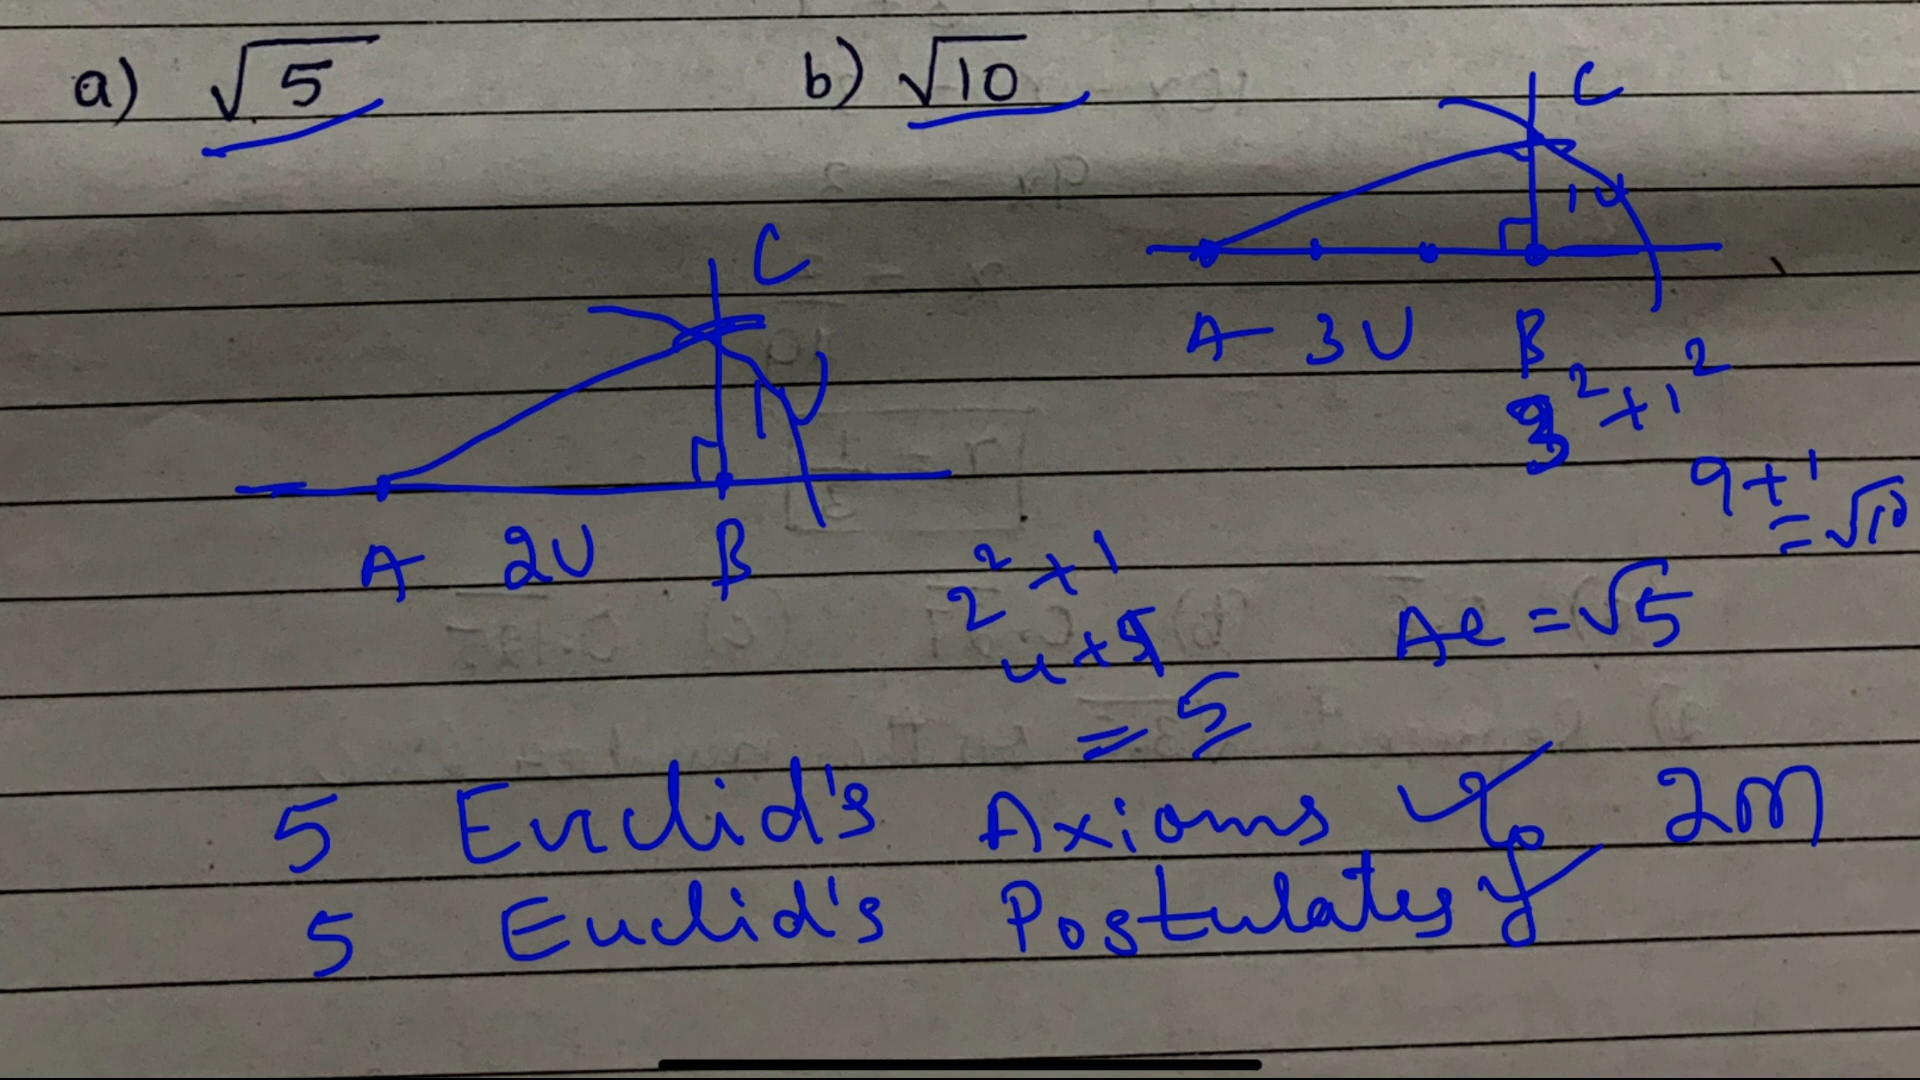 a) √5 b) √10
C
1U
A 3U B
3² + 1²
9 + 1
= √10
C
1U
A 2U B
2² + 1
4 + 1
= 5
AC = √5
5 Euclid's Axioms 2m
5 Euclid's Postulates